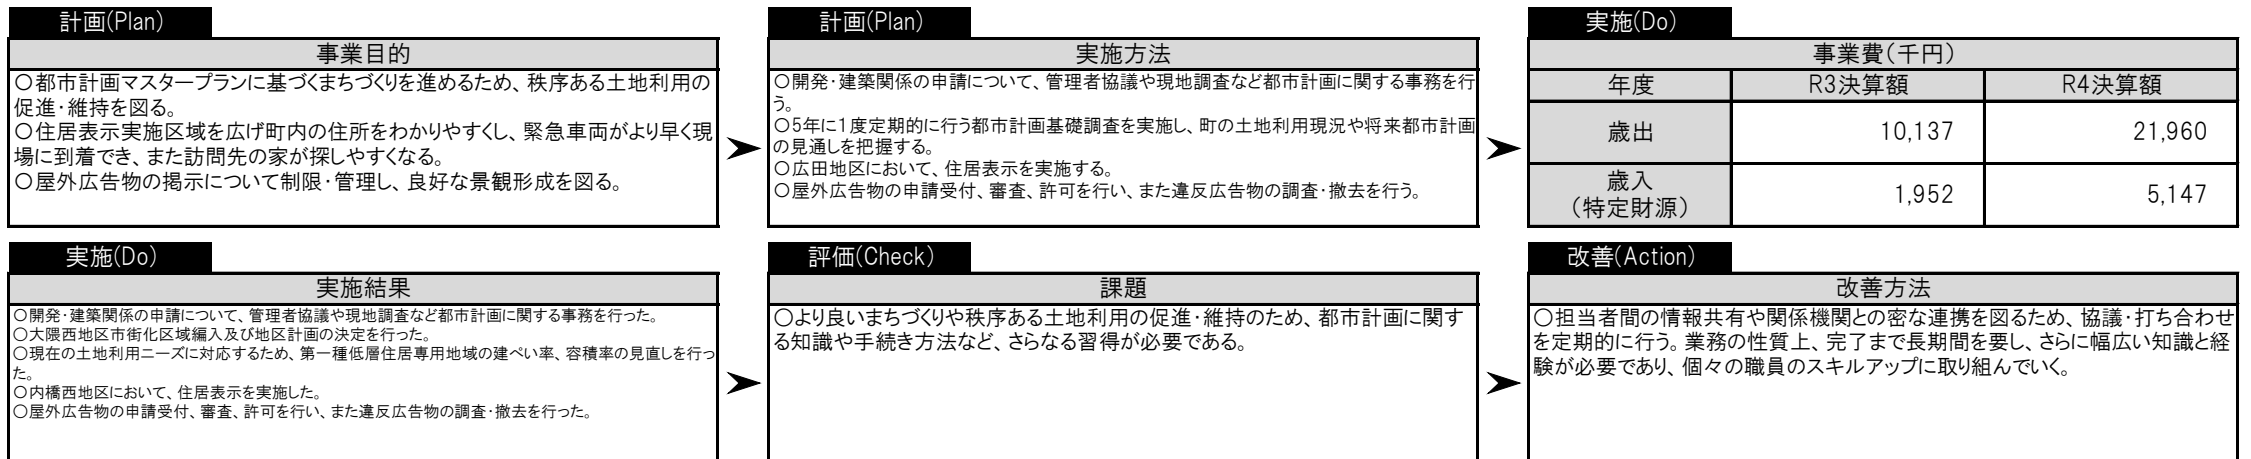 計画(Plan)
事業目的
○都市計画マスタープランに基づくまちづくりを進めるため、秩序ある土地利用の
促進・維持を図る。
○住居表示実施区域を広げ町内の住所をわかりやすくし、緊急車両がより早く現
場に到着でき、また訪問先の家が探しやすくなる。
○屋外広告物の掲示について制限・管理し、良好な景観形成を図る。
計画(Plan)
実施方法
○開発・建築関係の申請について、管理者協議や現地調査など都市計画に関する事務を行
う。
○5年に1度定期的に行う都市計画基礎調査を実施し、町の土地利用現況や将来都市計画
の見通しを把握する。
○広田地区において、住居表示を実施する。
○屋外広告物の申請受付、審査、許可を行い、また違反広告物の調査・撤去を行う。
実施(Do)
事業費(千円)
年度 R3決算額 R4決算額
歳出 10,137 21,960
歳入
(特定財源) 1,952 5,147
実施(Do)
実施結果
○開発・建築関係の申請について、管理者協議や現地調査など都市計画に関する事務を行った。
○大隈西地区市街化区域編入及び地区計画の決定を行った。
○現在の土地利用ニーズに対応するため、第一種低層住居専用地域の建ぺい率、容積率の見直しを行っ
た。
○内橋西地区において、住居表示を実施した。
○屋外広告物の申請受付、審査、許可を行い、また違反広告物の調査・撤去を行った。
評価(Check)
課題
○より良いまちづくりや秩序ある土地利用の促進・維持のため、都市計画に関す
る知識や手続き方法など、さらなる習得が必要である。
改善(Action)
改善方法
○担当者間の情報共有や関係機関との密な連携を図るため、協議・打ち合わせ
を定期的に行う。業務の性質上、完了まで長期間を要し、さらに幅広い知識と経
験が必要であり、個々の職員のスキルアップに取り組んでいく。